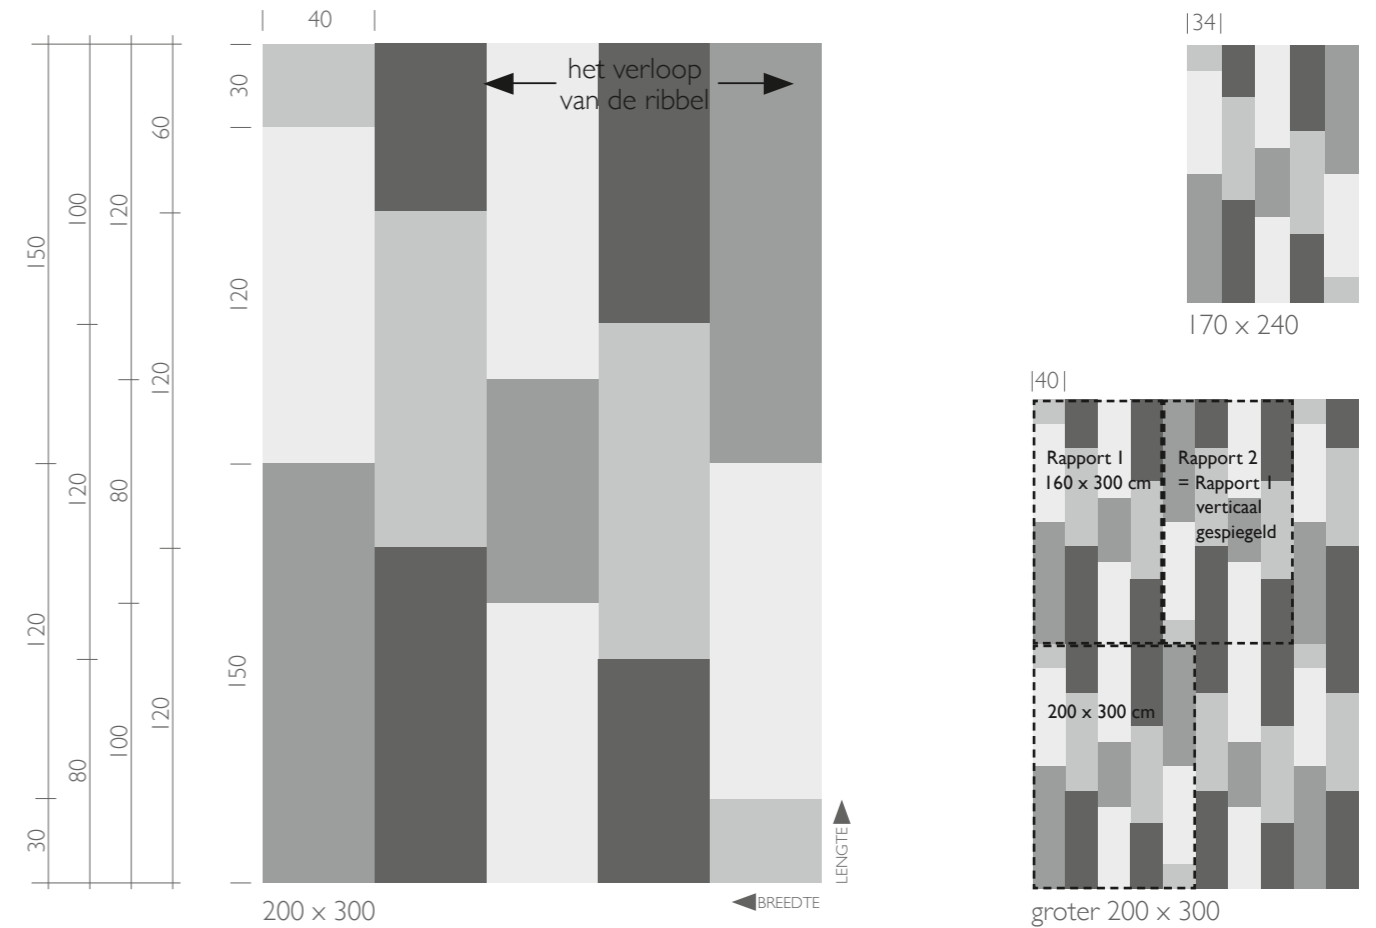 40
30
120
150
150
120
30
100
120
80
120
80
100
60
120
120
het verloop
van de ribbel
LENGTE
BREEDTE
200 x 300
|34|
170 x 240
|40|
Rapport 1
160 x 300 cm
Rapport 2
= Rapport 1
verticaal
gespiegeld
200 x 300 cm
groter 200 x 300